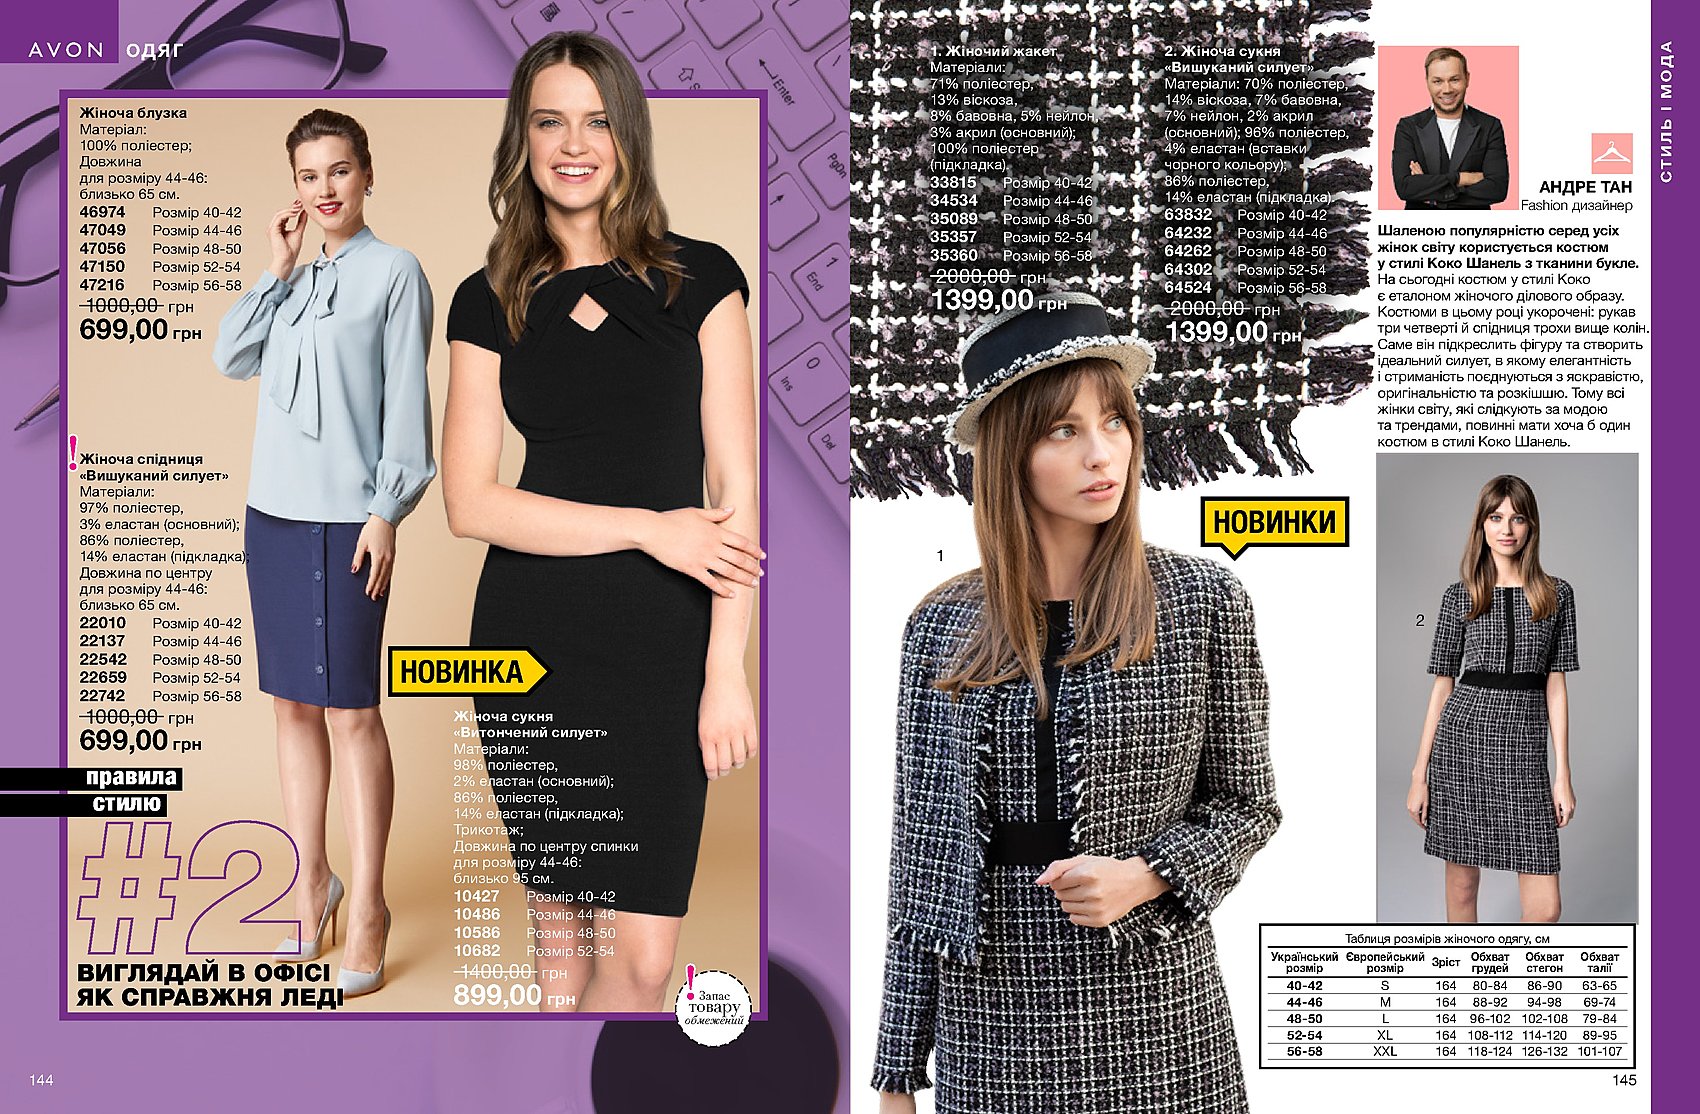 AVON ОДЯГ
Жіноча блузка
Матеріал:
100% поліестер;
Довжина
для розміру 44-46:
близько 65 см.
46974 Розмір 40-42
47049 Розмір 44-46
47056 Розмір 48-50
47150 Розмір 52-54
47216 Розмір 56-58
1000,00 грн
699,00 грн
!
Жіноча спідниця
«Вишуканий силует»
Матеріали:
97% поліестер,
3% еластан (основний);
86% поліестер,
14% еластан (підкладка);
Довжина по центру
для розміру 44-46:
близько 65 см.
22010 Розмір 40-42
22137 Розмір 44-46
22542 Розмір 48-50
22659 Розмір 52-54
22742 Розмір 56-58
1000,00 грн
699,00 грн
правила
стилю
#2
ВИГЛЯДАЙ В ОФІСІ
ЯК СПРАВЖНЯ ЛЕДІ
НОВИНКА
Жіноча сукня
«Витончений силует»
Матеріали:
98% поліестер,
2% еластан (основний);
86% поліестер,
14% еластан (підкладка);
Трикотаж;
Довжина по центру спинки
для розміру 44-46:
близько 95 см.
10427 Розмір 40-42
10486 Розмір 44-46
10586 Розмір 48-50
10682 Розмір 52-54
1400,00 грн
899,00 грн
!
Запас
товару
обмежений
144
Enter
PgDn
1
End
0
Ins
Del
1. Жіночий жакет
Матеріали:
71% поліестер,
13% віскоза,
8% бавовна, 5% нейлон,
3% акрил (основний);
100% поліестер
(підкладка).
33815 Розмір 40-42
34534 Розмір 44-46
35089 Розмір 48-50
35357 Розмір 52-54
35360 Розмір 56-58
2000,00 грн
1399,00 грн
2. Жіноча сукня
«Вишуканий силует»
Матеріали: 70% поліестер,
14% віскоза, 7% бавовна,
7% нейлон, 2% акрил
(основний); 96% поліестер,
4% еластан (вставки
чорного кольору);
86% поліестер,
14% еластан (підкладка).
63832 Розмір 40-42
64232 Розмір 44-46
64262 Розмір 48-50
64302 Розмір 52-54
64524 Розмір 56-58
2000,00 грн
1399,00 грн
НОВИНКИ
1
2
СТИЛЬ І МОДА
АНДРЕ ТАН
Fashion дизайнер
Шаленою популярністю серед усіх
жінок світу користується костюм
у стилі Коко Шанель з тканини букле.
На сьогодні костюм у стилі Коко
є еталоном жіночого ділового образу.
Костюми в цьому році укорочені: рукав
три четверті й спідниця трохи вище колін.
Саме він підкреслить фігуру та створить
ідеальний силует, в якому елегантність
і стриманість поєднуються з яскравістю,
оригінальністю та розкішшю. Тому всі
жінки світу, які слідкують за модою
та трендами, повинні мати хоча б один
костюм в стилі Коко Шанель.
Таблиця розмірів жіночого одягу, см
Український розмір Європейський розмір Зріст Обхват грудей Обхват стегон Обхват талії
40-42 S 164 80-84 86-90 63-65
44-46 M 164 88-92 94-98 69-74
48-50 L 164 96-102 102-108 79-84
52-54 XL 164 108-112 114-120 89-95
56-58 XXL 164 118-124 126-132 101-107
145